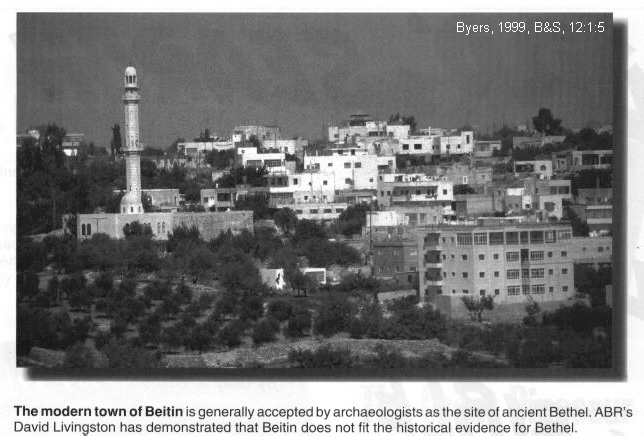 Byers, 1999, B&S, 12:1:5
The modern town of Beitin is generally accepted by archaeologists as the site of ancient Bethel. ABR's
David Livingston has demonstrated that Beitin does not fit the historical evidence for Bethel.